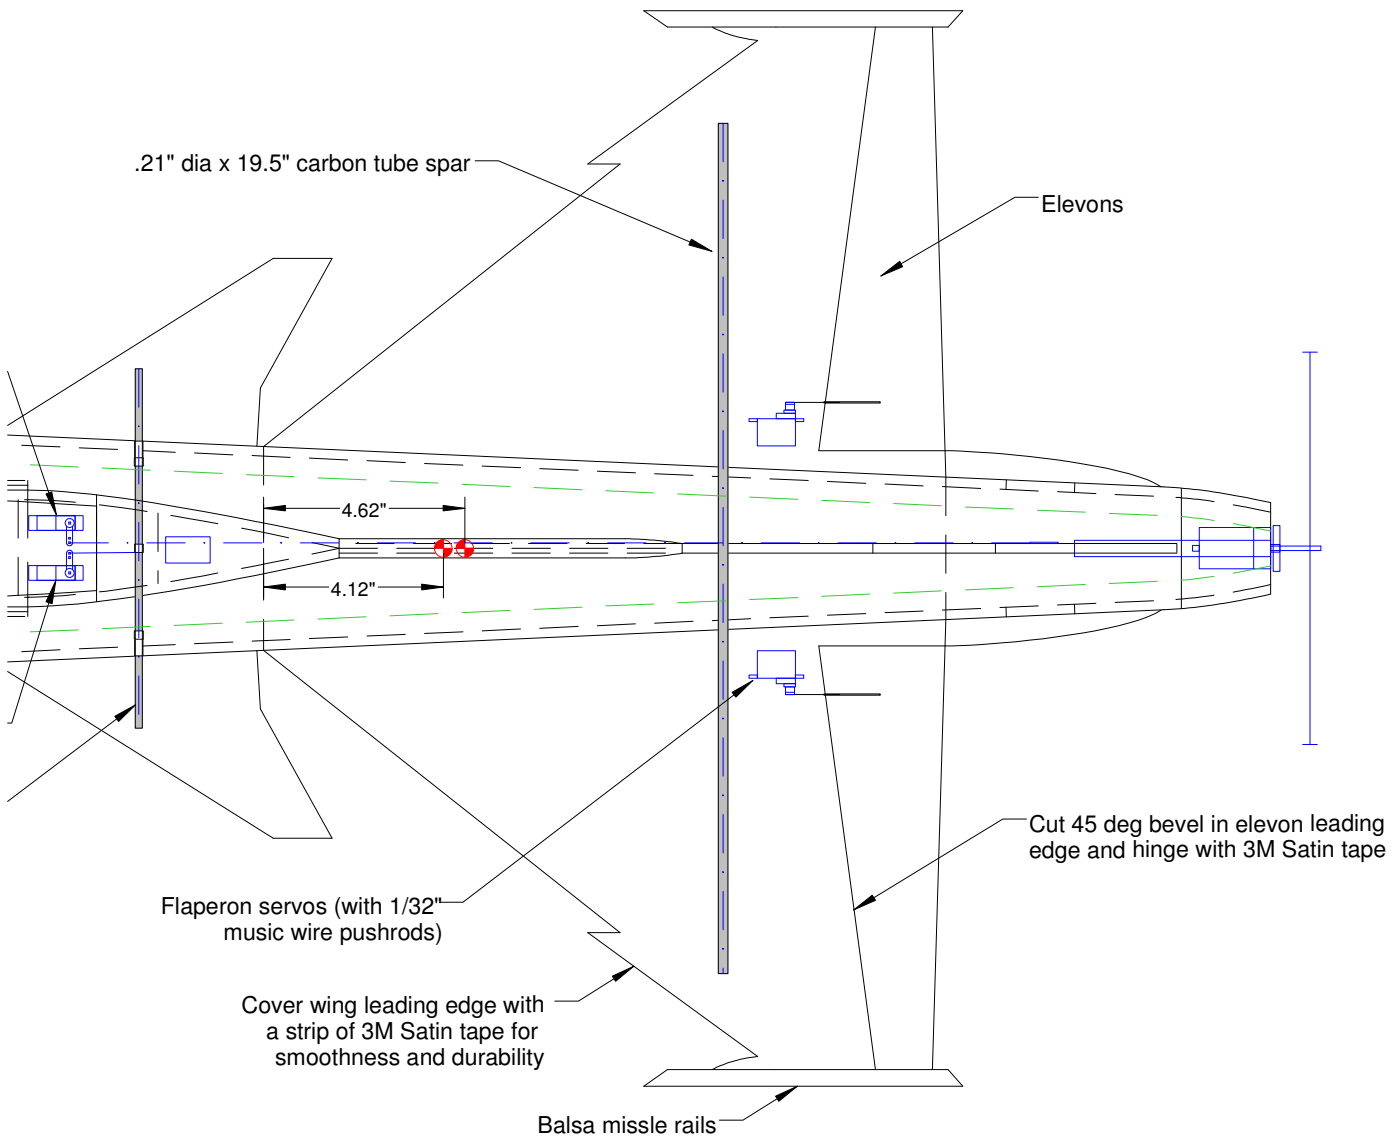 .21" dia x 19.5" carbon tube spar
Elevons
4.62"
4.12"
Cut 45 deg bevel in elevon leading
edge and hinge with 3M Satin tape
Flaperon servos (with 1/32"
music wire pushrods)
Cover wing leading edge with
a strip of 3M Satin tape for
smoothness and durability
Balsa missle rails